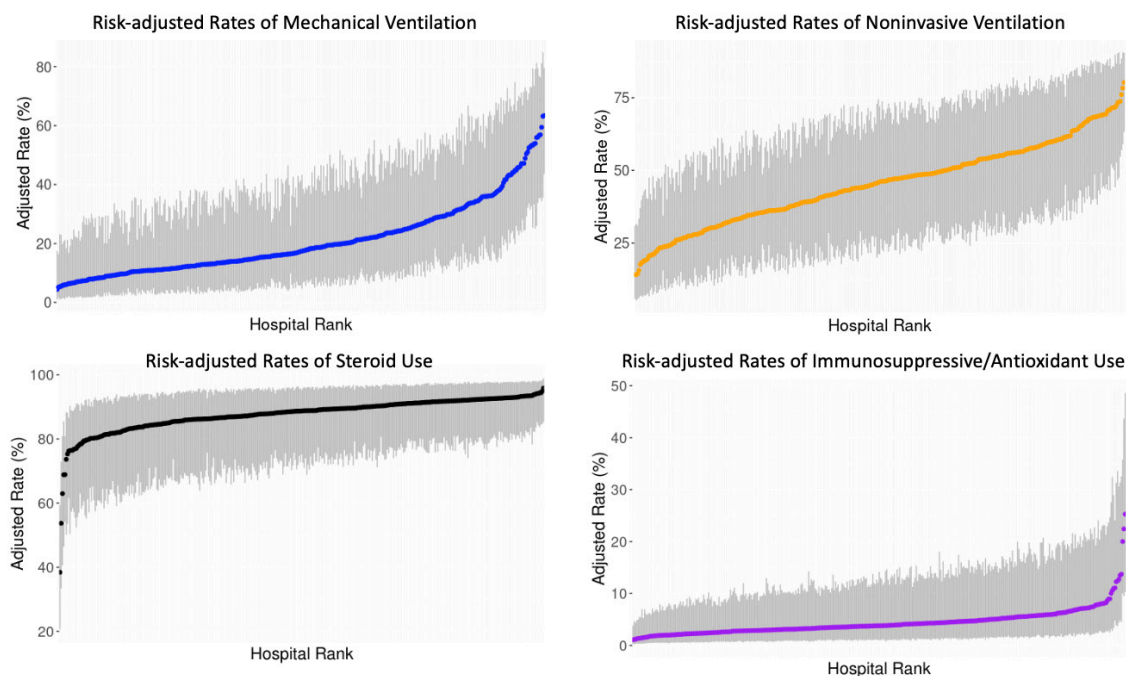 Risk-adjusted Rates of Mechanical Ventilation
80
60
40
20
0
Adjusted Rate (%)
Hospital Rank
Risk-adjusted Rates of Noninvasive Ventilation
75
50
25
Adjusted Rate (%)
Hospital Rank
Risk-adjusted Rates of Steroid Use
100
80
60
40
20
Adjusted Rate (%)
Hospital Rank
Risk-adjusted Rates of Immunosuppressive/Antioxidant Use
50
40
30
20
10
0
Adjusted Rate (%)
Hospital Rank